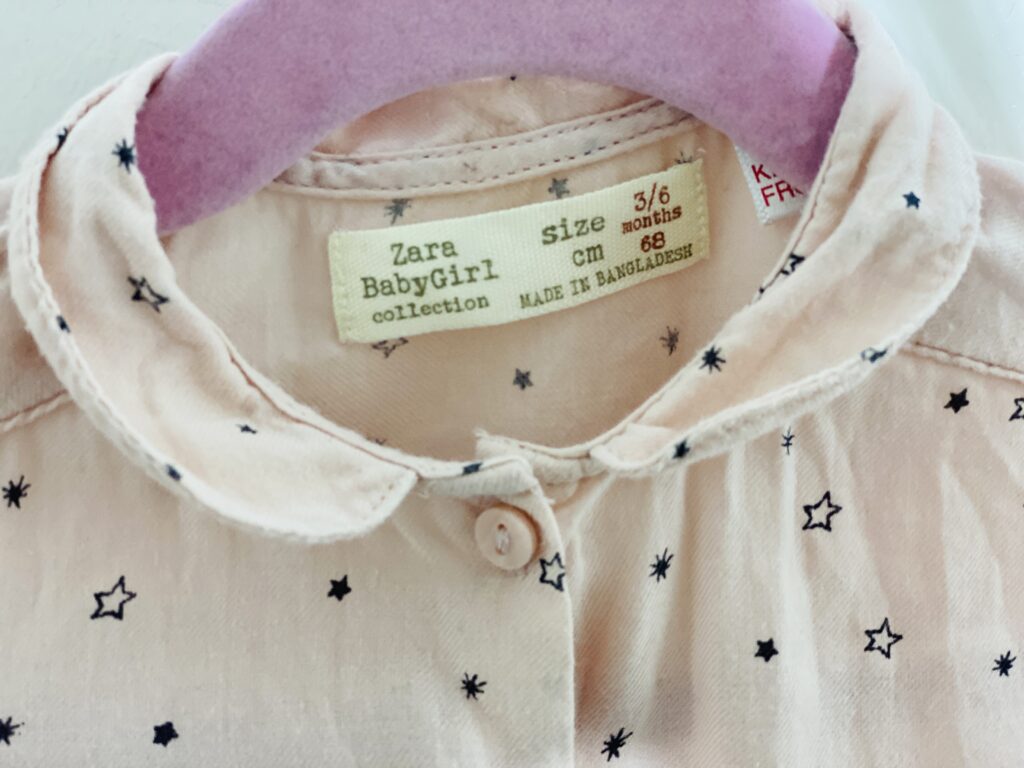 Zara
BabyGirl
collection
size
cm
3/6
months
68
MADE IN BANGLADESH